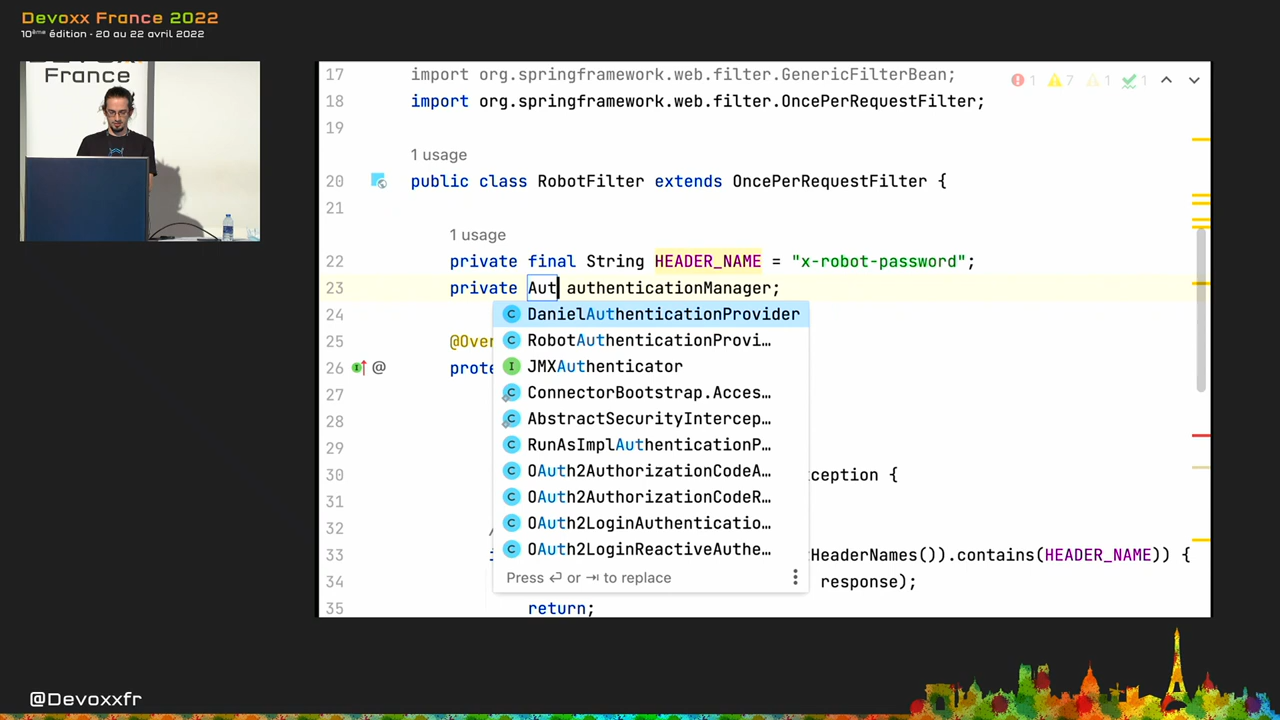 Devoxx France 2022
10ème édition - 20 au 22 avril 2022
France
17 import org.springframework.web.filter.GenericFilterBean;
1 7 1 1
18 import org.springframework.web.filter.OncePerRequestFilter;
19
1 usage
20 public class RobotFilter extends OncePerRequestFilter {
21
1 usage
22 private final String HEADER_NAME = "x-robot-password";
23 private Aut authenticationManager;
24
25 @Over
26 prote
27
28
29
30 ception {
31
32 /
33 HeaderNames()).contains(HEADER_NAME)) {
34 response);
35 return;
DanielAuthenticationProvider
RobotAuthenticationProvi…
JMXAuthenticator
ConnectorBootstrap.Acces…
AbstractSecurityIntercep…
RunAsImplAuthenticationP…
OAuth2AuthorizationCodeA…
OAuth2AuthorizationCodeR…
OAuth2LoginAuthenticatio…
OAuth2LoginReactiveAuthe…
Press ⏎ or ⇥ to replace
@Devoxxfr